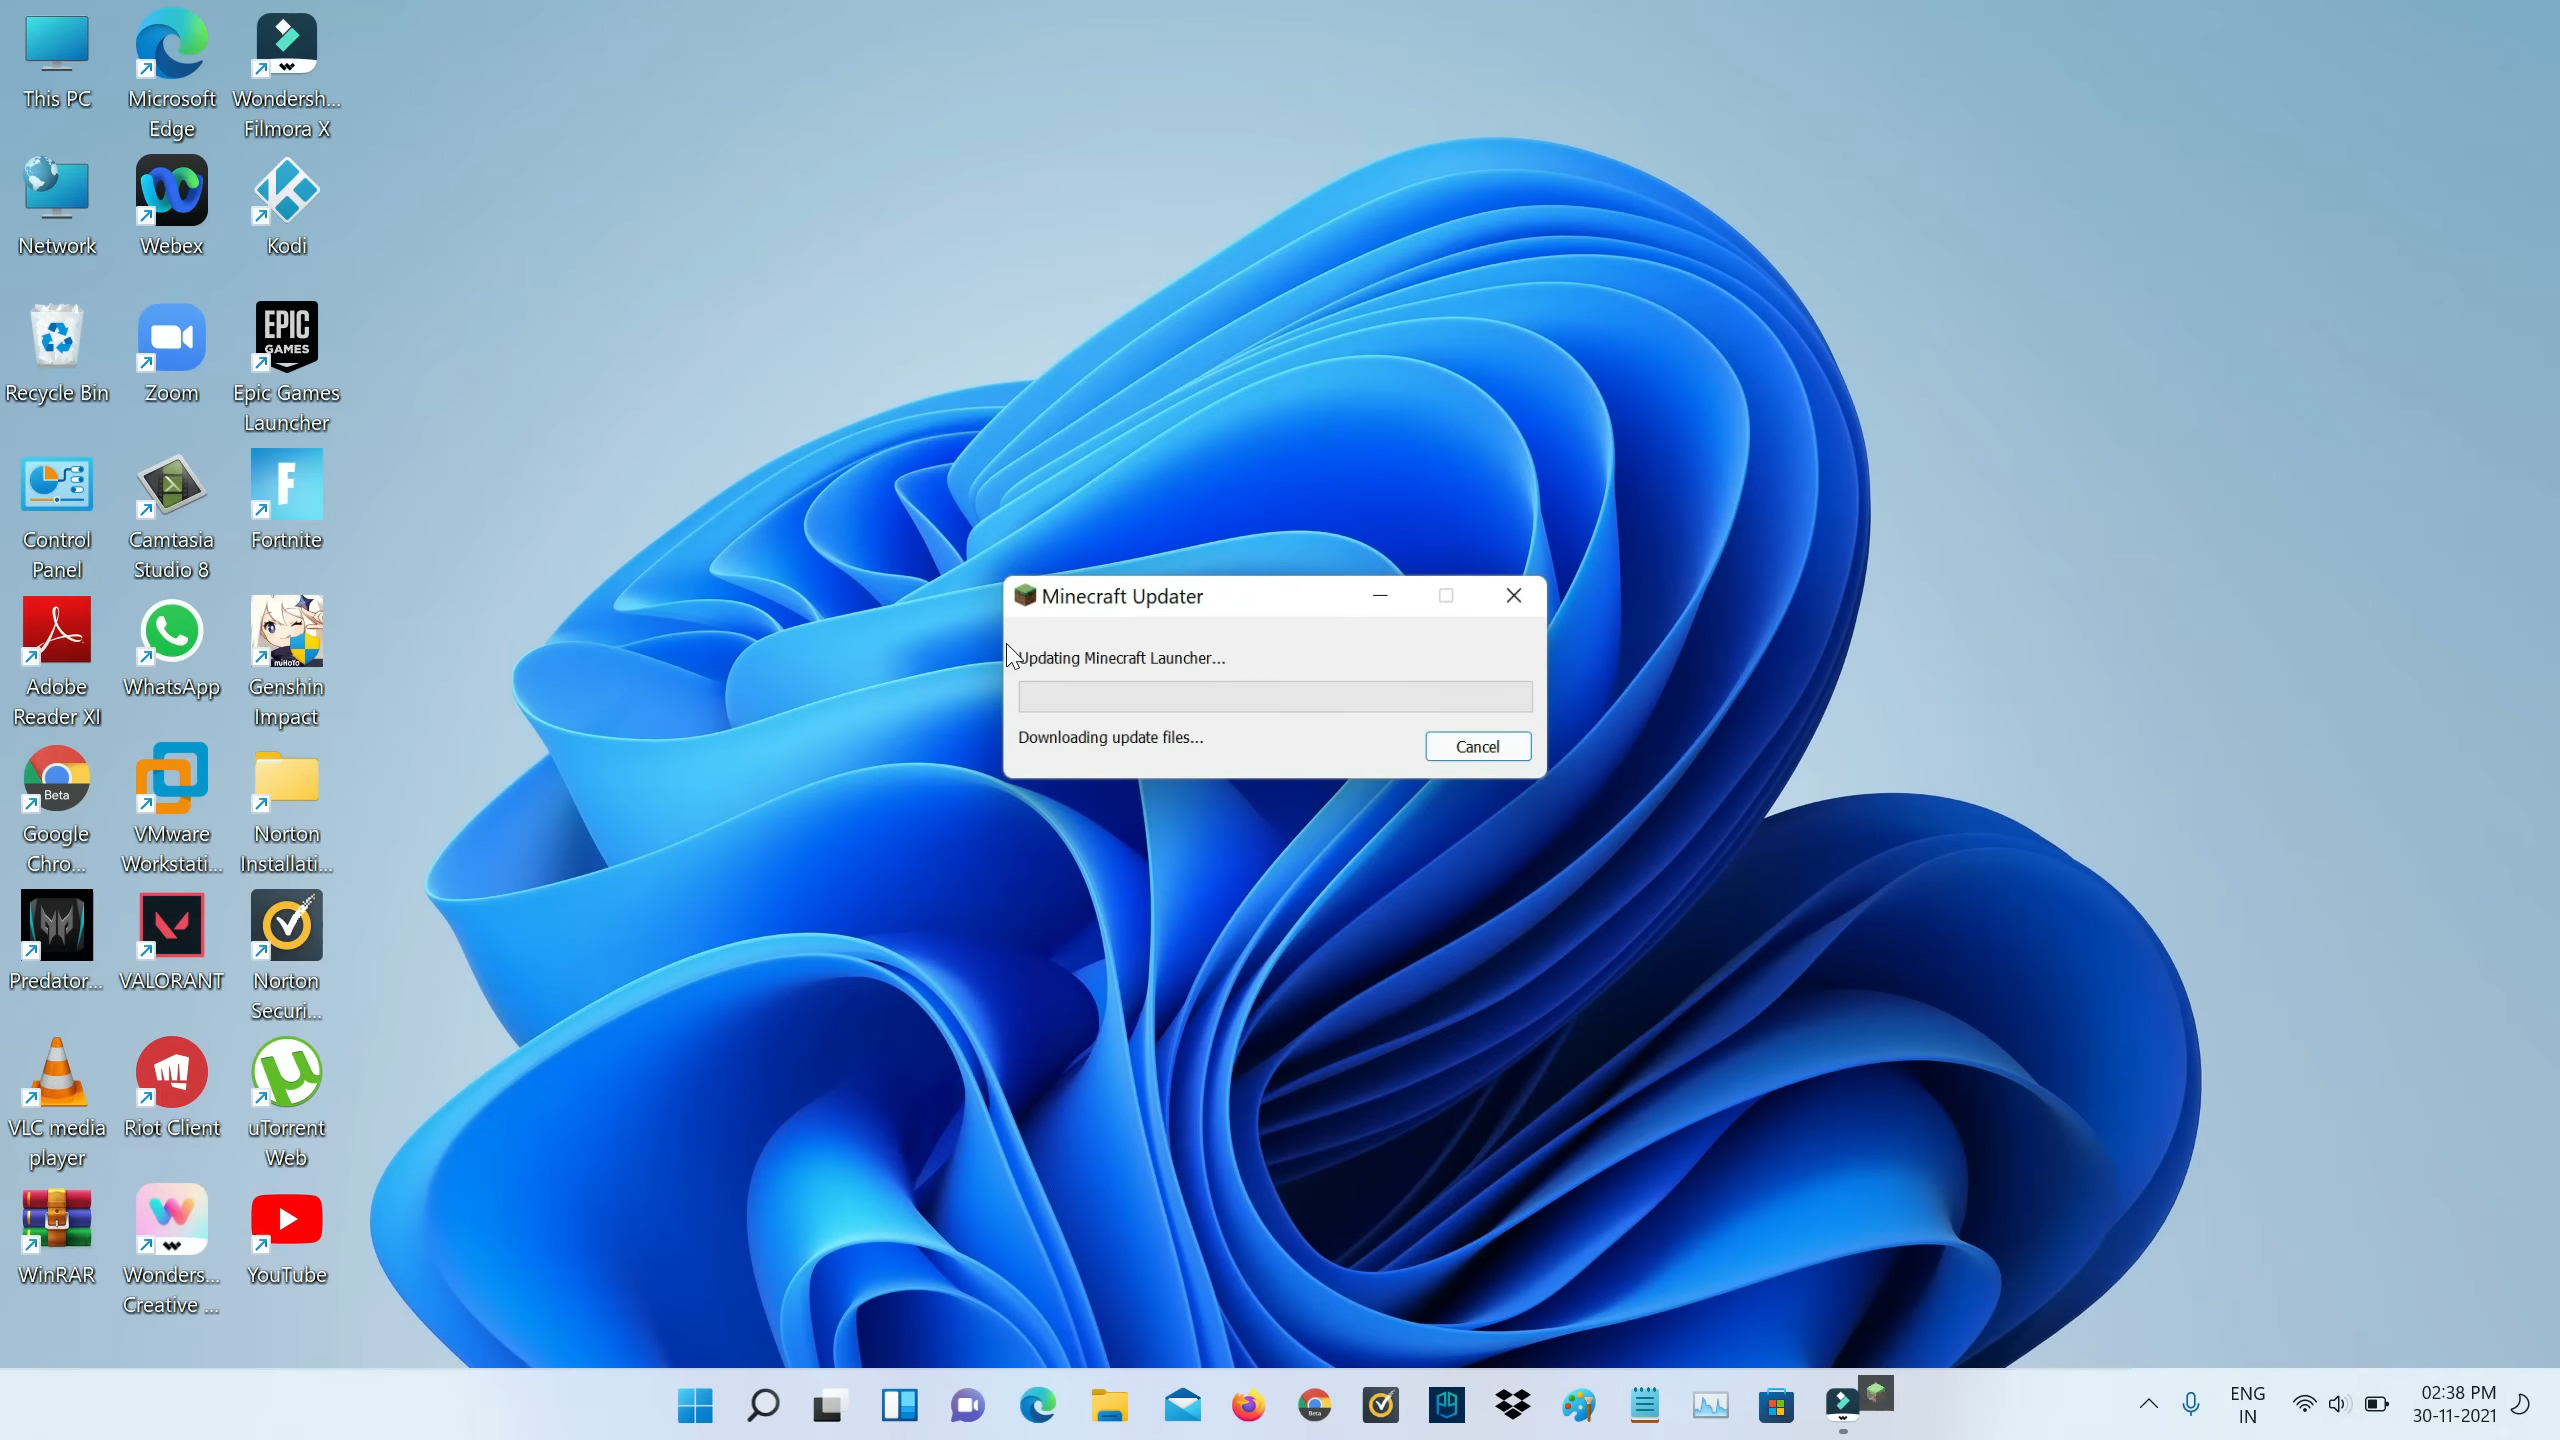 This PC
Microsoft
Edge
Wondersh...
Filmora X
Network
Webex
Kodi
Recycle Bin
Zoom
EPIC
GAMES
Epic Games
Launcher
Control
Panel
Camtasia
Studio 8
F
Fortnite
Adobe
Reader XI
WhatsApp
miHoYo
Genshin
Impact
Beta
Google
Chro...
VMware
Workstati...
Norton
Installati...
Predator...
VALORANT
Norton
Securi...
VLC media
player
Riot Client
µ
uTorrent
Web
WinRAR
Wonders...
Creative ...
YouTube
Minecraft Updater
Updating Minecraft Launcher...
Downloading update files...
Cancel
Beta
ENG
IN
02:38 PM
30-11-2021